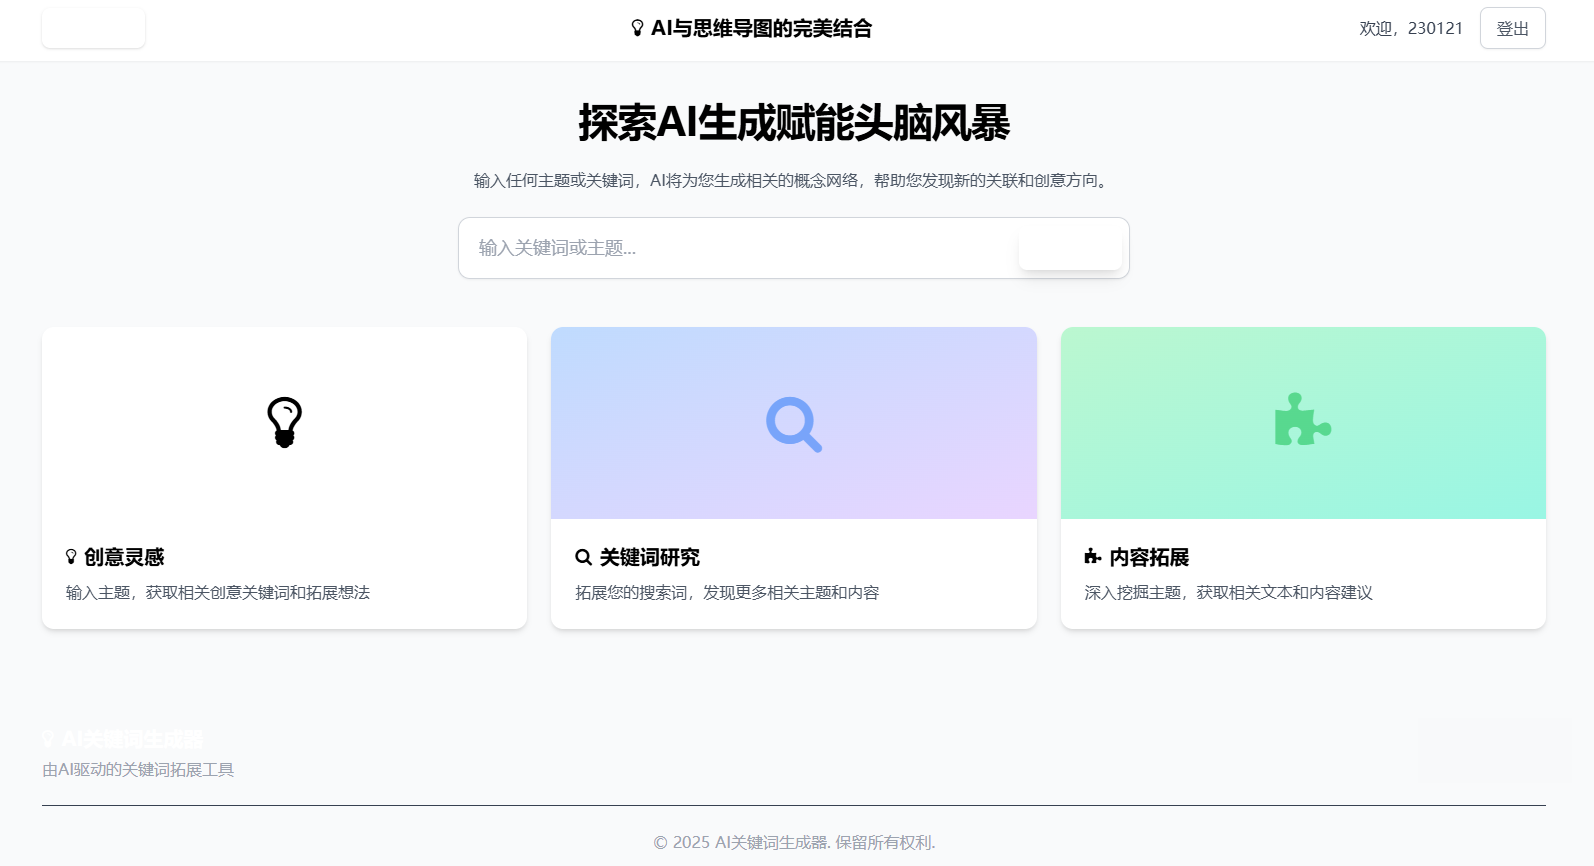 AI与思维导图的完美结合
欢迎，230121
登出
探索AI生成赋能头脑风暴
输入任何主题或关键词，AI将为您生成相关的概念网络，帮助您发现新的关联和创意方向。
输入关键词或主题...
创意灵感
输入主题，获取相关创意关键词和拓展想法
关键词研究
拓展您的搜索词，发现更多相关主题和内容
内容拓展
深入挖掘主题，获取相关文本和内容建议
AI关键词生成器
由AI驱动的关键词拓展工具
© 2025 AI关键词生成器. 保留所有权利.